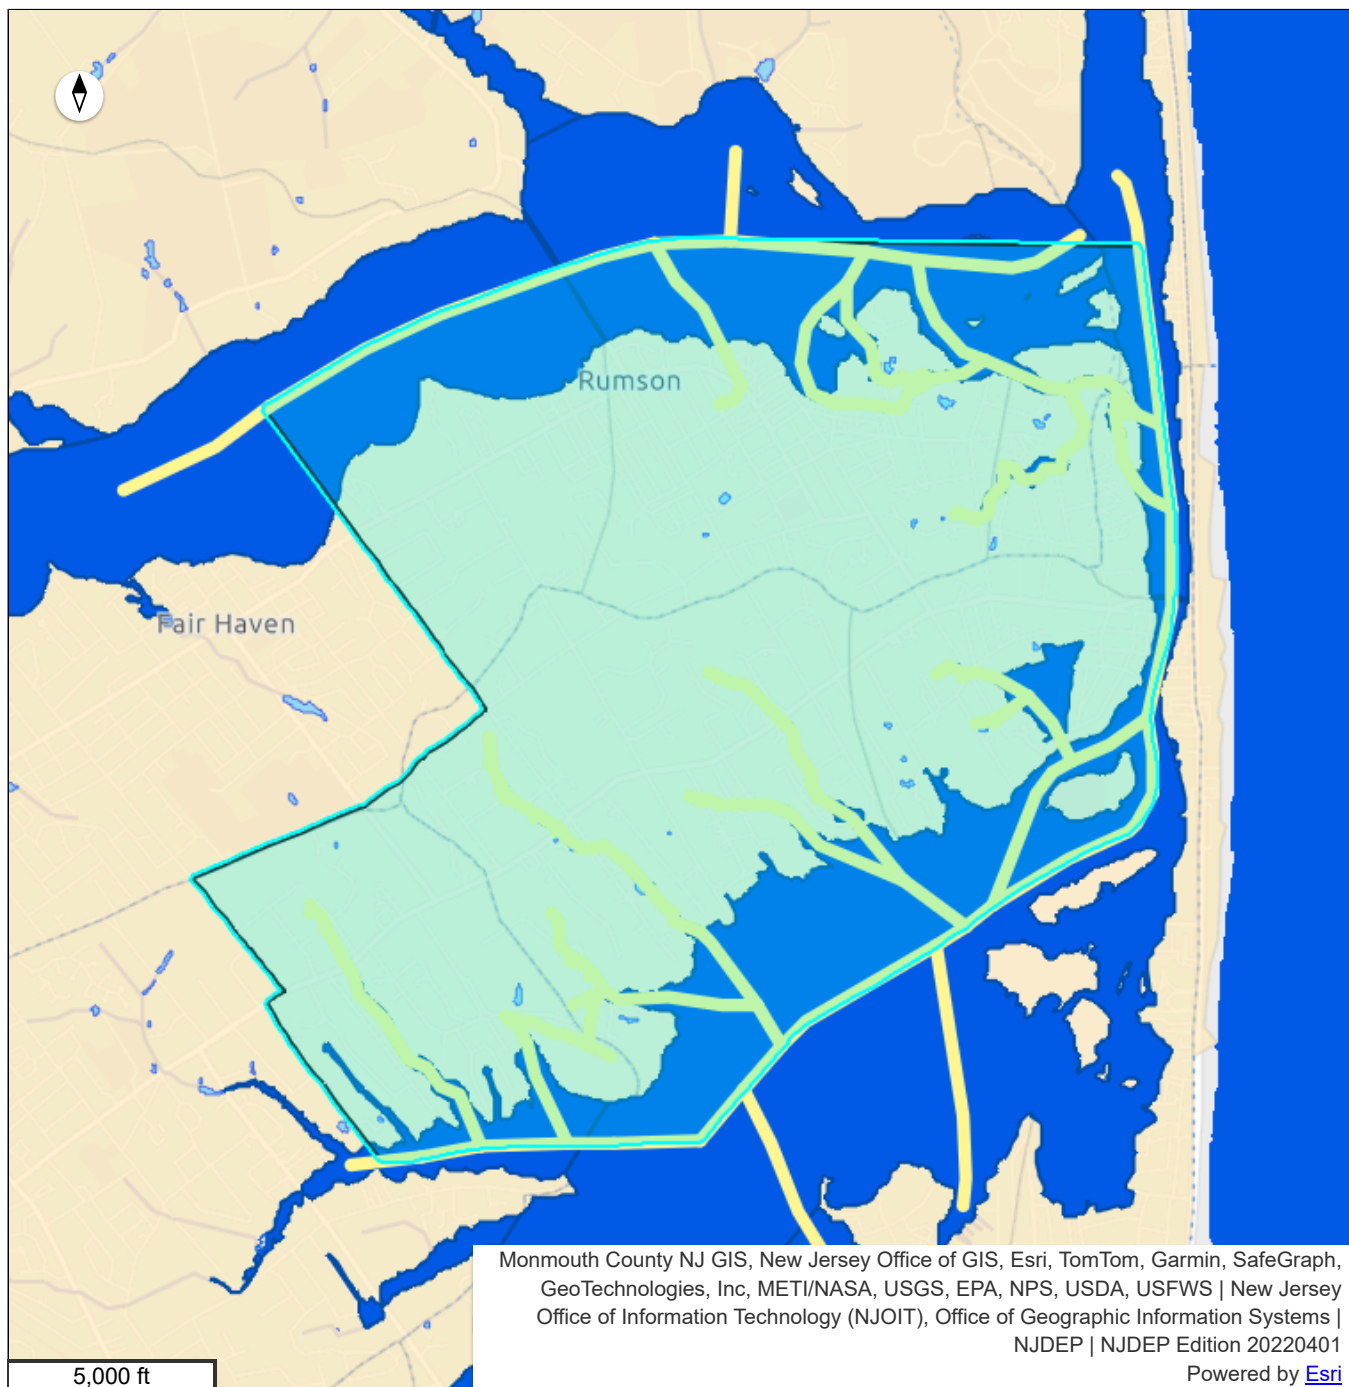 Rumson
Fair Haven
Monmouth County NJ GIS, New Jersey Office of GIS, Esri, TomTom, Garmin, SafeGraph,
GeoTechnologies, Inc, METI/NASA, USGS, EPA, NPS, USDA, USFWS | New Jersey
Office of Information Technology (NJOIT), Office of Geographic Information Systems |
NJDEP | NJDEP Edition 20220401
Powered by Esri
5,000 ft